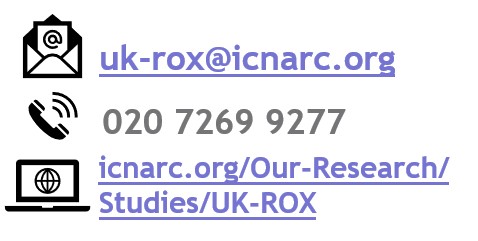 uk-rox@icnarc.org
020 7269 9277
icnarc.org/Our-Research/
Studies/UK-ROX